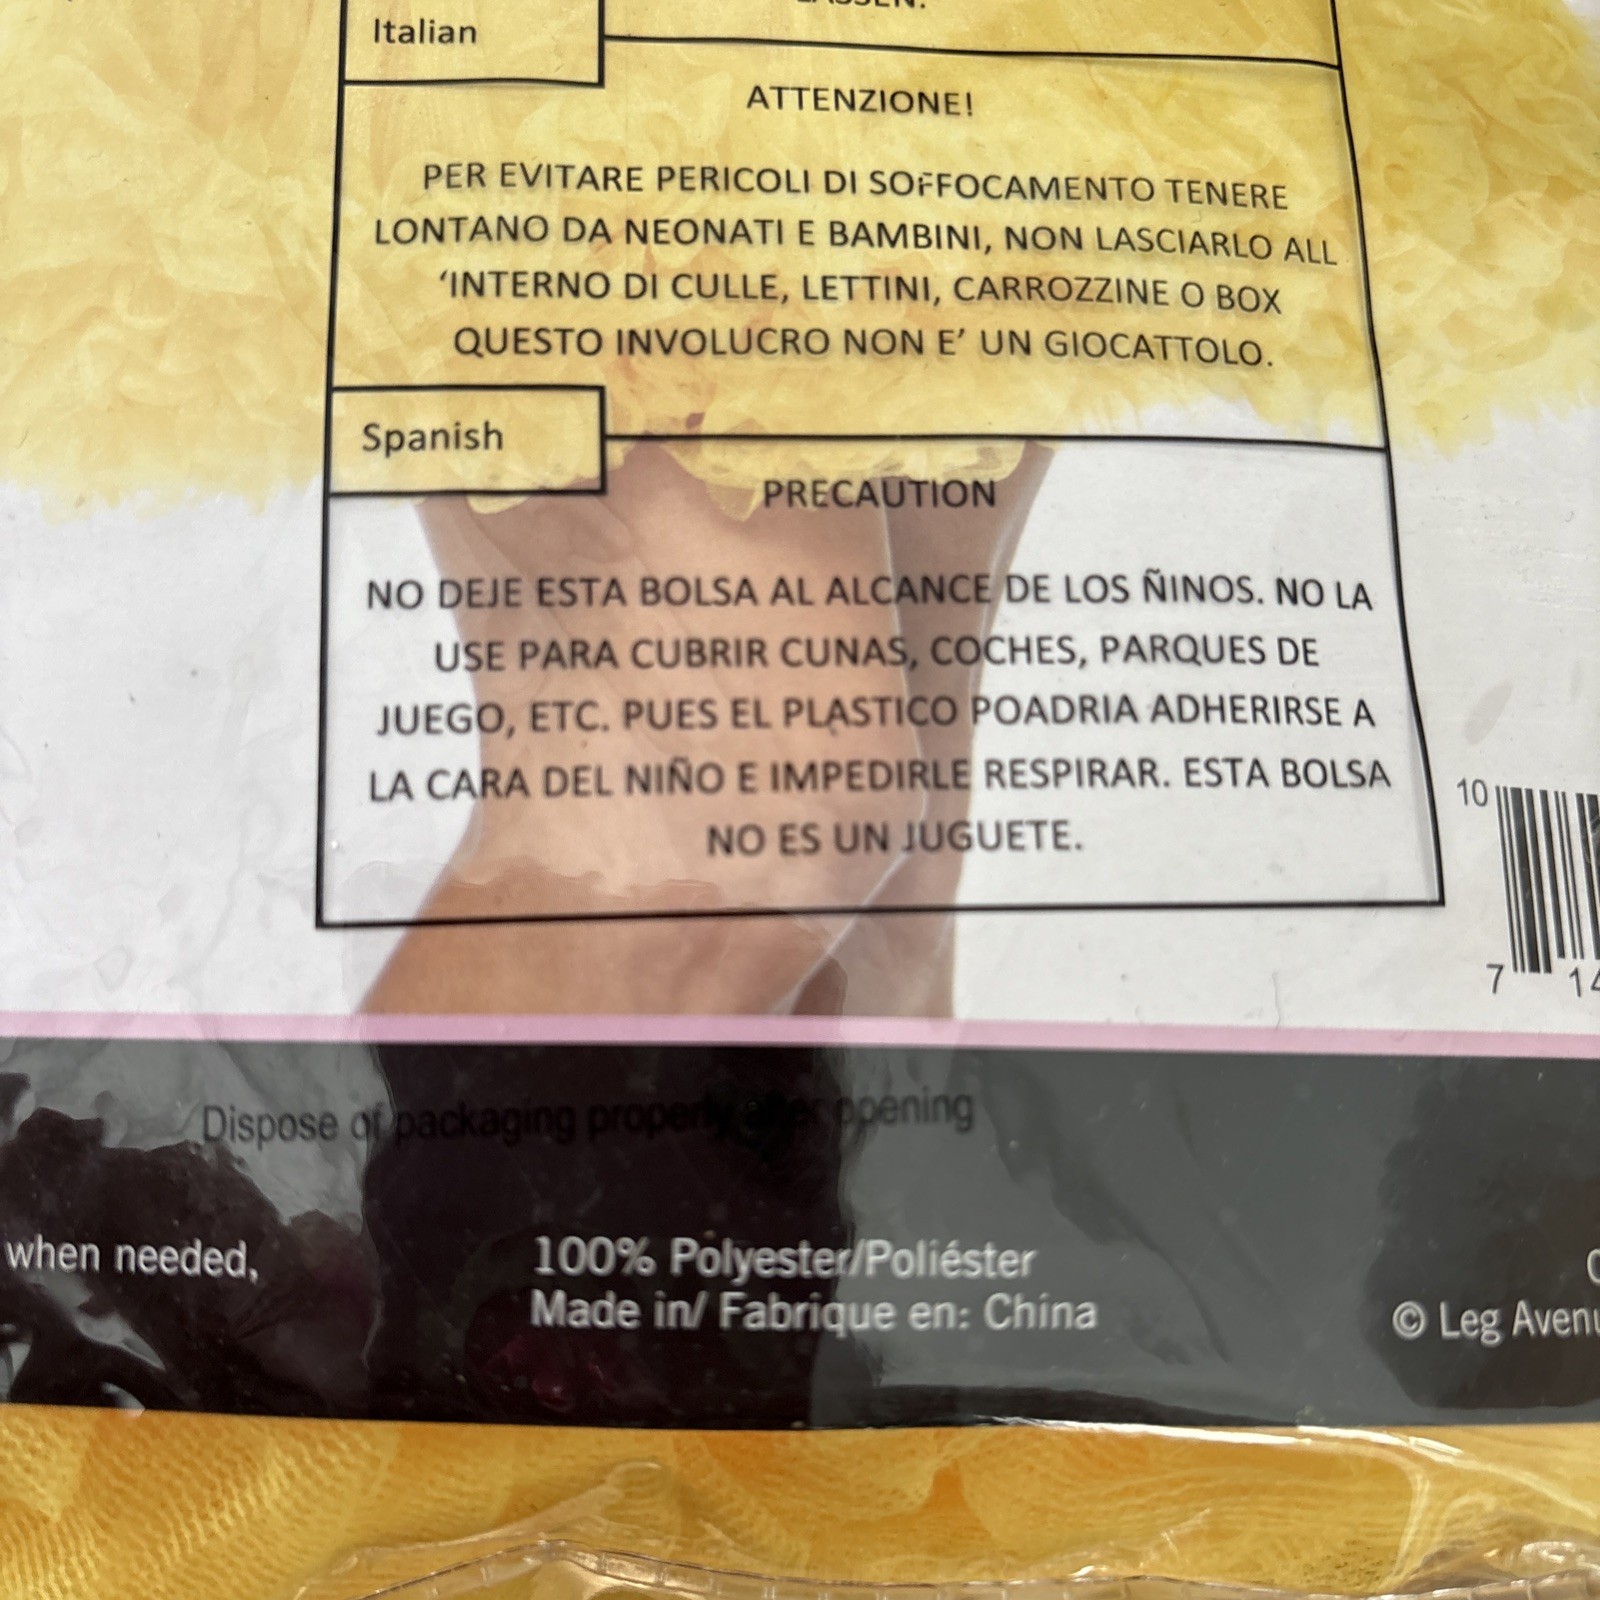 LASSEN.
Italian
ATTENZIONE!
PER EVITARE PERICOLI DI SOFFOCAMENTO TENERE
LONTANO DA NEONATI E BAMBINI, NON LASCIARLO ALL
‘INTERNO DI CULLE, LETTINI, CARROZZINE O BOX
QUESTO INVOLUCRO NON E’ UN GIOCATTOLO.
Spanish
PRECAUTION
NO DEJE ESTA BOLSA AL ALCANCE DE LOS ÑINOS. NO LA
USE PARA CUBRIR CUNAS, COCHES, PARQUES DE
JUEGO, ETC. PUES EL PLASTICO POADRIA ADHERIRSE A
LA CARA DEL NIÑO E IMPEDIRLE RESPIRAR. ESTA BOLSA
NO ES UN JUGUETE.
10
7 14
Dispose of packaging properly after opening
when needed,
100% Polyester/Poliéster
Made in/ Fabrique en: China
© Leg Avenu